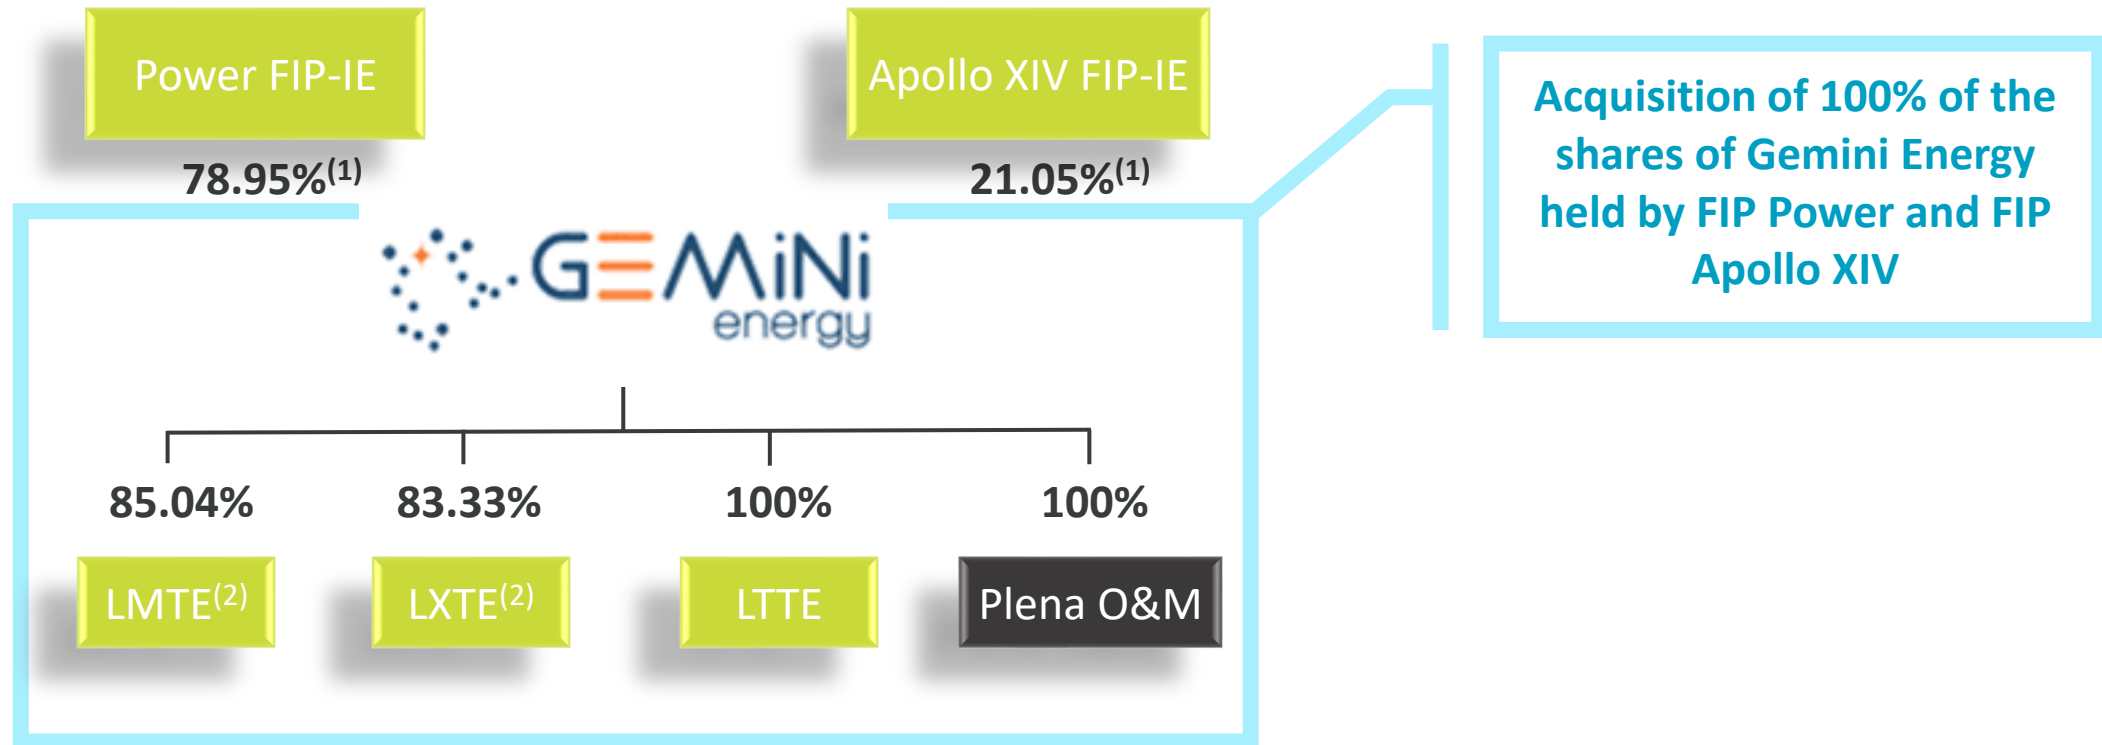 Power FIP-IE
Apollo XIV FIP-IE
78.95%(1)
21.05%(1)
Acquisition of 100% of the
shares of Gemini Energy
held by FIP Power and FIP
Apollo XIV
GEMiNi
energy
85.04%
83.33%
100%
100%
LMTE(2)
LXTE(2)
LTTE
Plena O&M